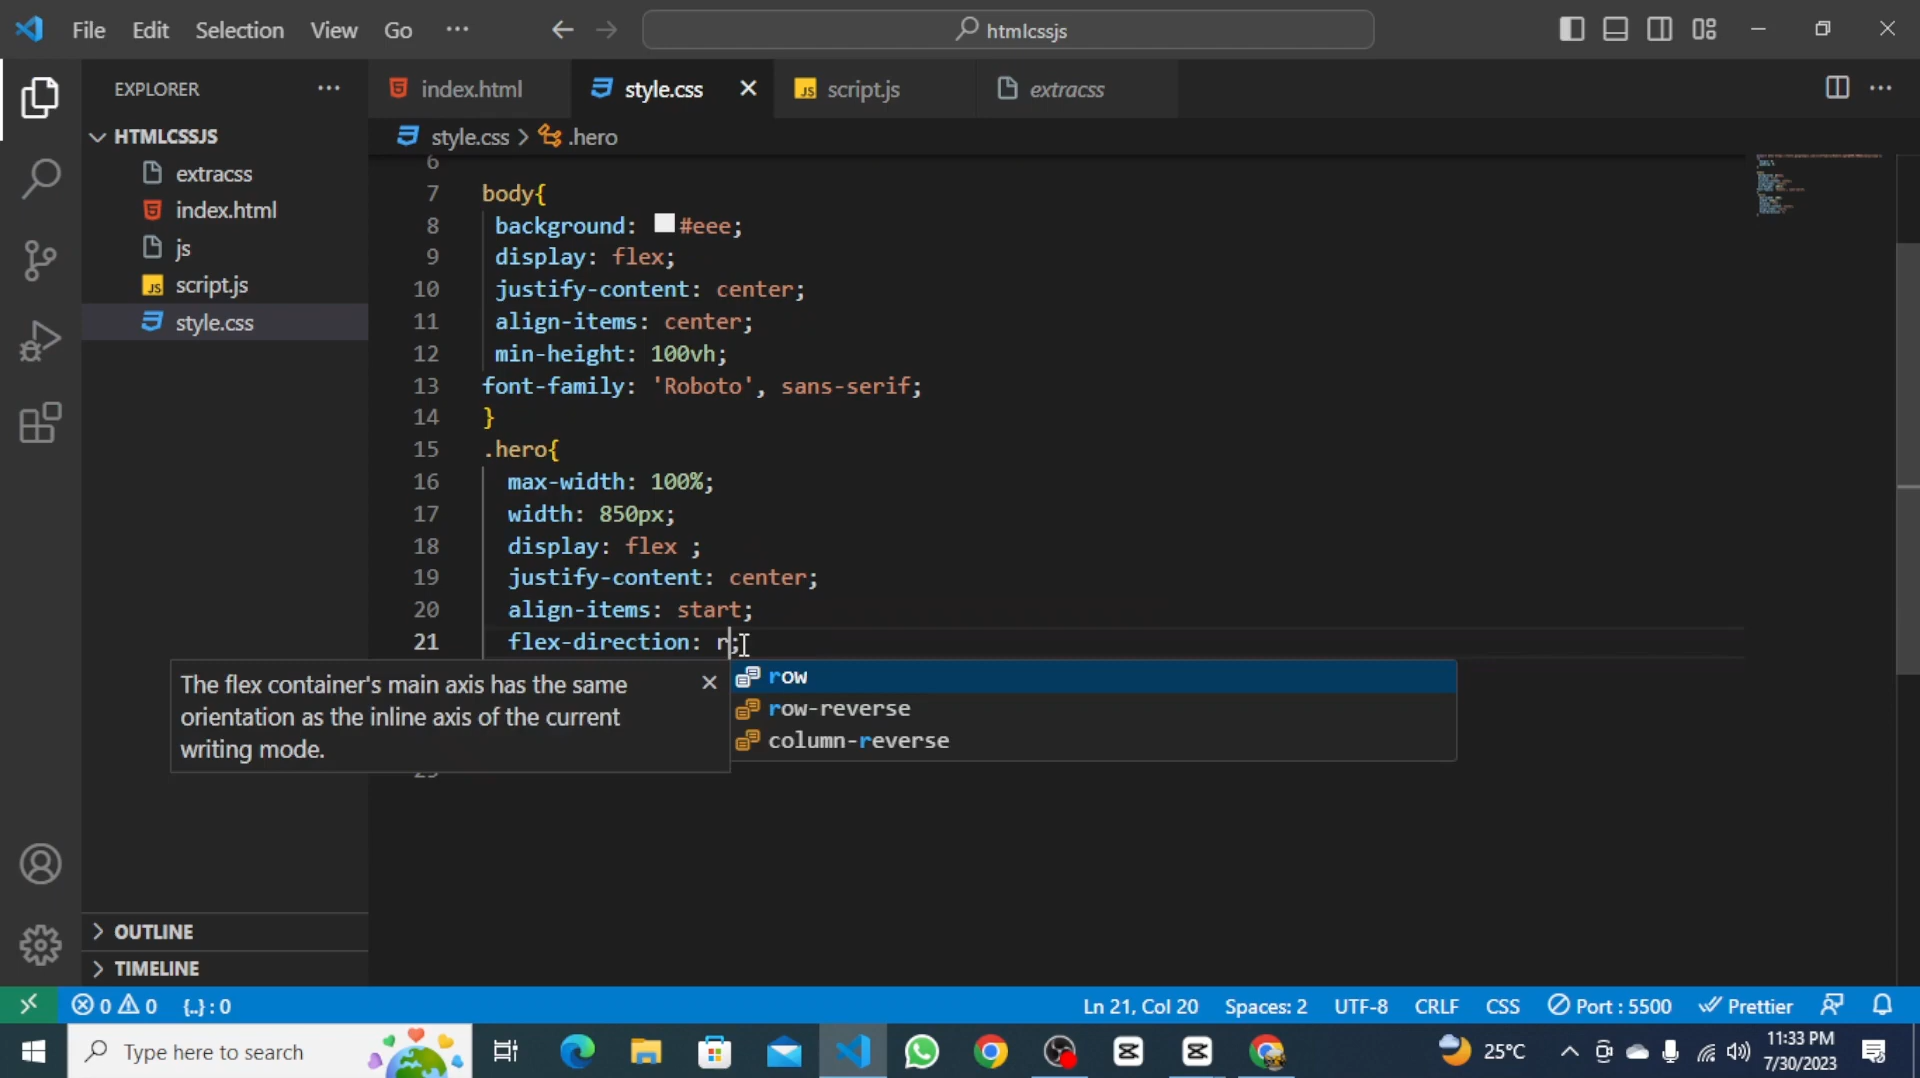 File Edit Selection View Go ···
htmlcssjs
EXPLORER ···
index.html
style.css
JS script.js
extracss
HTMLCSSJS
style.css > .hero
extracss
index.html
js
JS script.js
style.css
6
7 body{
8 background: #eee;
9 display: flex;
10 justify-content: center;
11 align-items: center;
12 min-height: 100vh;
13 font-family: 'Roboto', sans-serif;
14 }
15 .hero{
16 max-width: 100%;
17 width: 850px;
18 display: flex ;
19 justify-content: center;
20 align-items: start;
21 flex-direction: r;
The flex container's main axis has the same
orientation as the inline axis of the current
writing mode.
row
row-reverse
column-reverse
OUTLINE
TIMELINE
0 0 {..} : 0
Ln 21, Col 20 Spaces: 2 UTF-8 CRLF CSS Port : 5500 Prettier
Type here to search
25°C
11:33 PM
7/30/2023